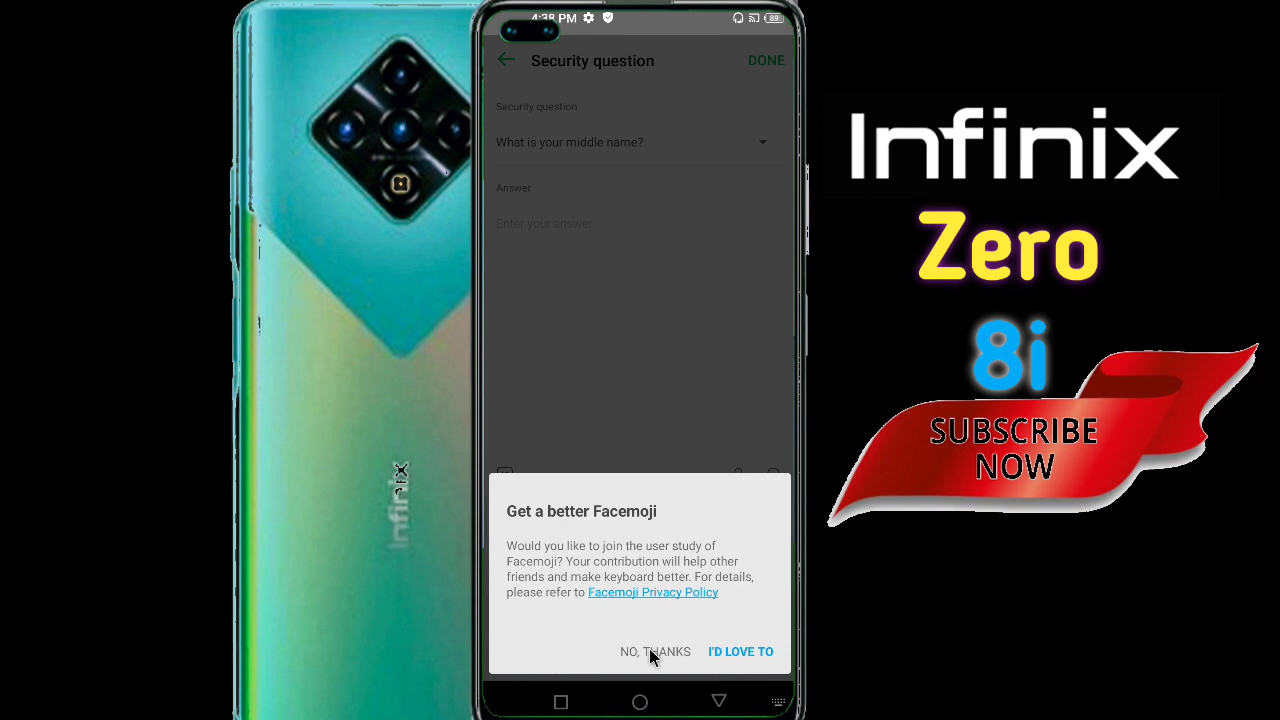 4:38 PM
89
Security question
DONE
Security question
What is your middle name?
Answer
Enter your answer
Get a better Facemoji
Would you like to join the user study of
Facemoji? Your contribution will help other
friends and make keyboard better. For details,
please refer to Facemoji Privacy Policy
NO, THANKS
I'D LOVE TO
Infinix
Infinix
Zero
8i
SUBSCRIBE
NOW